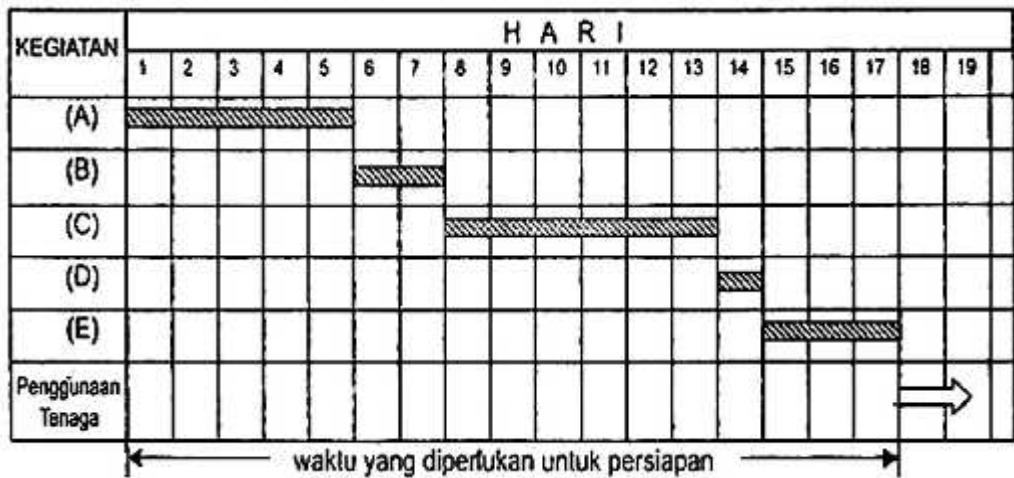 KEGIATAN
H A R I
1 2 3 4 5 6 7 8 9 10 11 12 13 14 15 16 17 18 19
(A)
(B)
(C)
(D)
(E)
Penggunaan
Tenaga
waktu yang diperlukan untuk persiapan